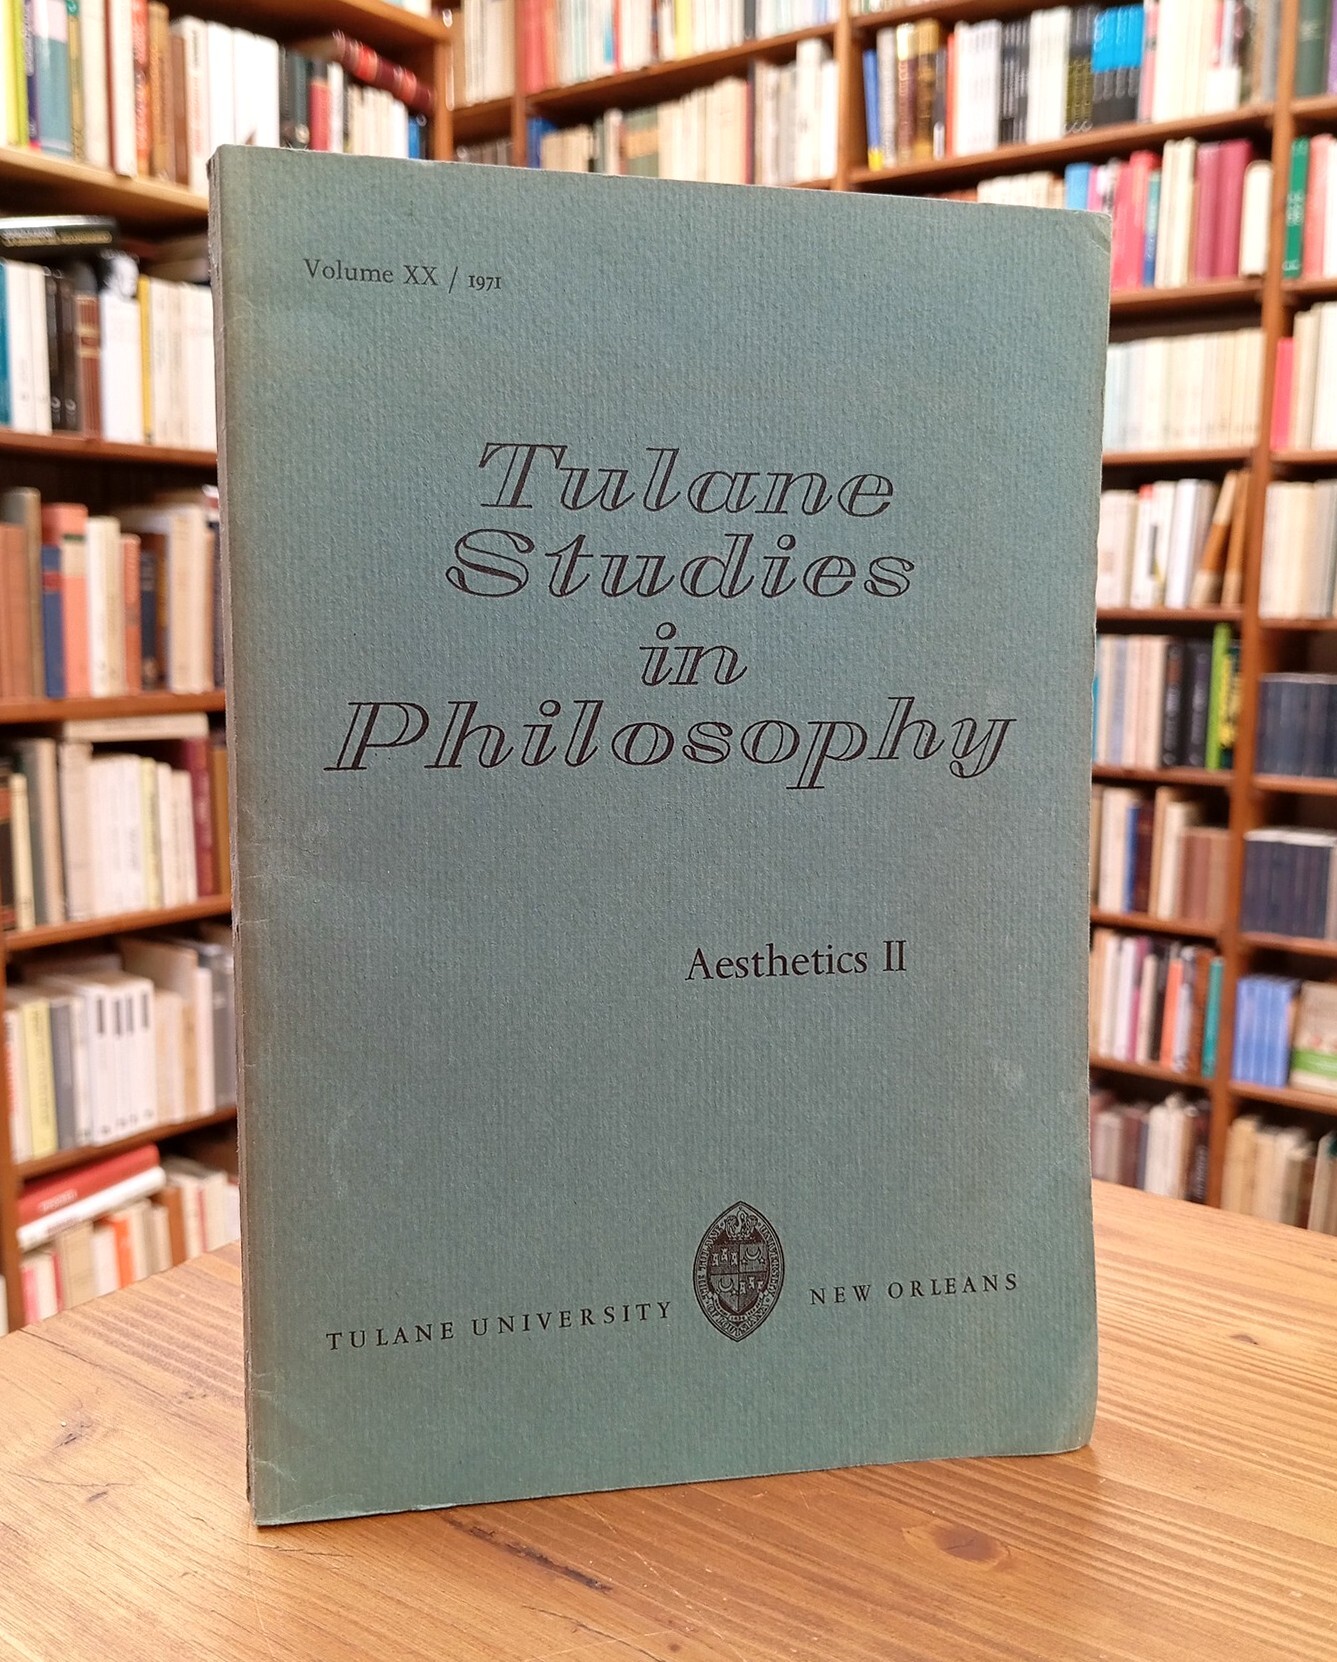 Volume XX / 1971
Tulane
Studies
in
Philosophy
Aesthetics II
TULANE UNIVERSITY
NEW ORLEANS